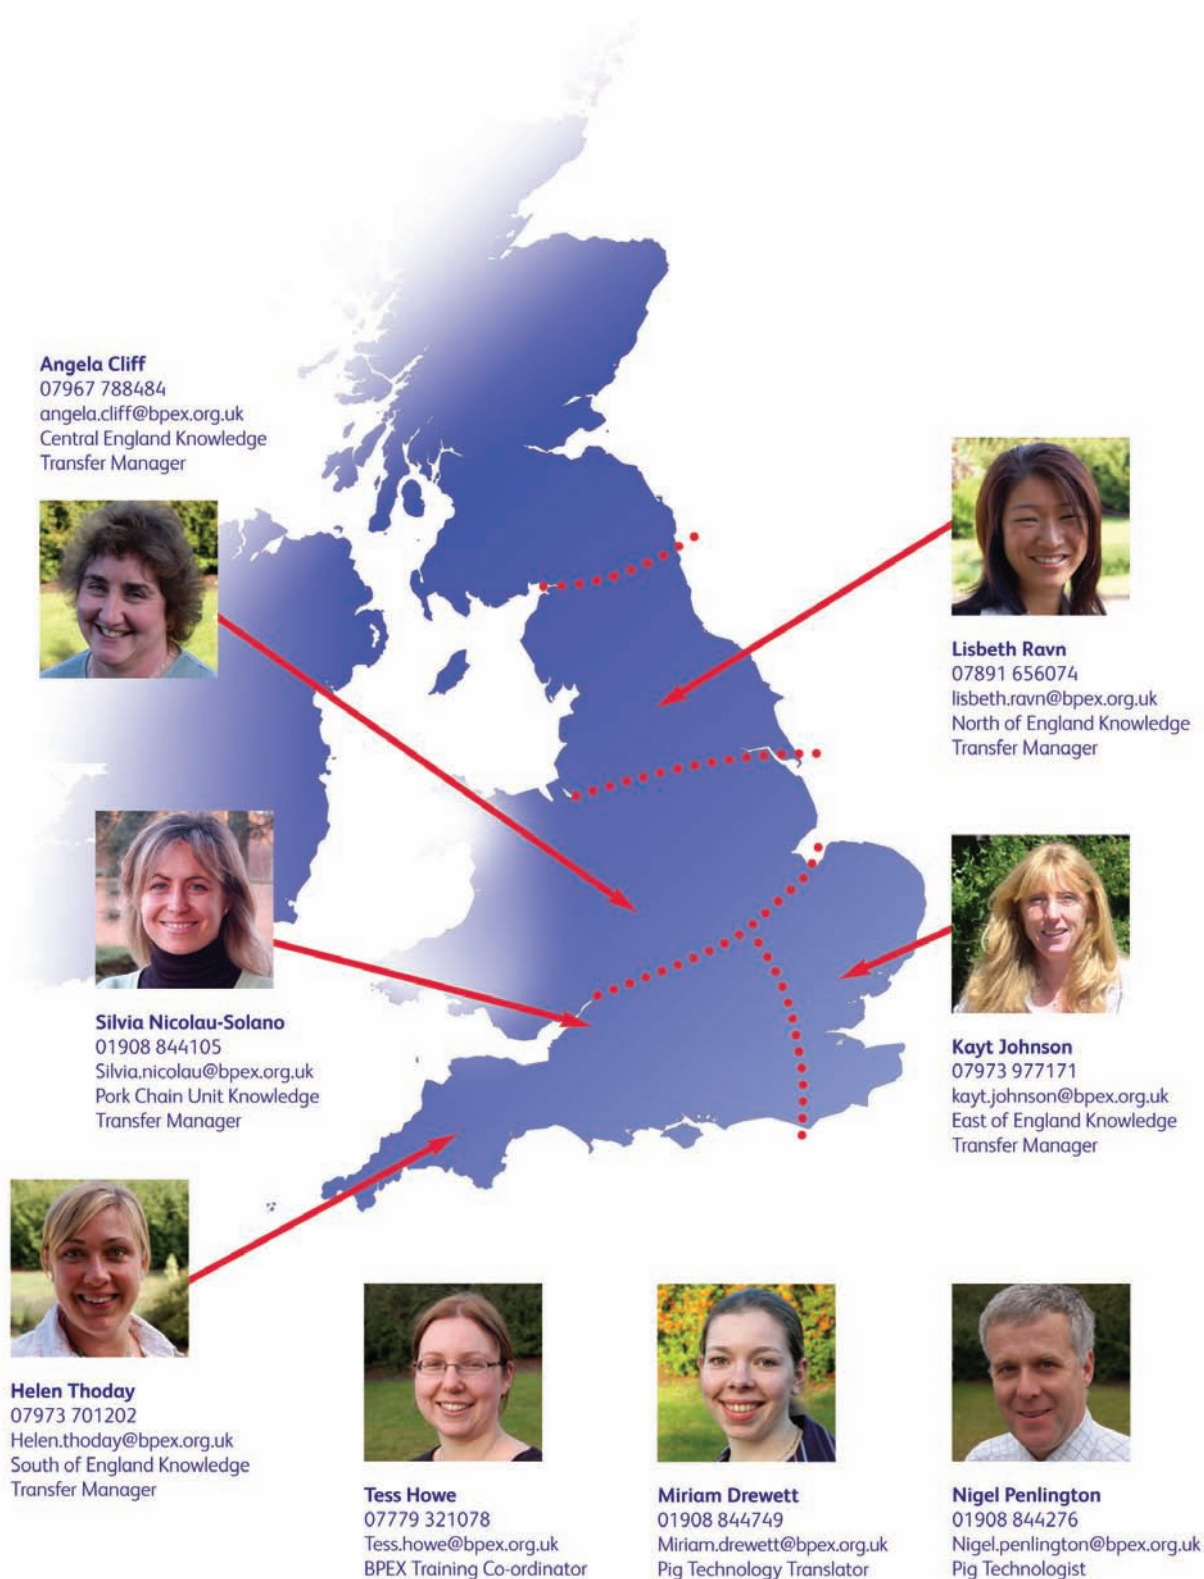 Angela Cliff
07967 788484
angela.cliff@bpex.org.uk
Central England Knowledge
Transfer Manager
Lisbeth Ravn
07891 656074
lisbeth.ravn@bpex.org.uk
North of England Knowledge
Transfer Manager
Silvia Nicolau-Solano
01908 844105
Silvia.nicolau@bpex.org.uk
Pork Chain Unit Knowledge
Transfer Manager
Kayt Johnson
07973 977171
kayt.johnson@bpex.org.uk
East of England Knowledge
Transfer Manager
Helen Thoday
07973 701202
Helen.thoday@bpex.org.uk
South of England Knowledge
Transfer Manager
Tess Howe
07779 321078
Tess.howe@bpex.org.uk
BPEX Training Co-ordinator
Miriam Drewett
01908 844749
Miriam.drewett@bpex.org.uk
Pig Technology Translator
Nigel Penlington
01908 844276
Nigel.penlington@bpex.org.uk
Pig Technologist